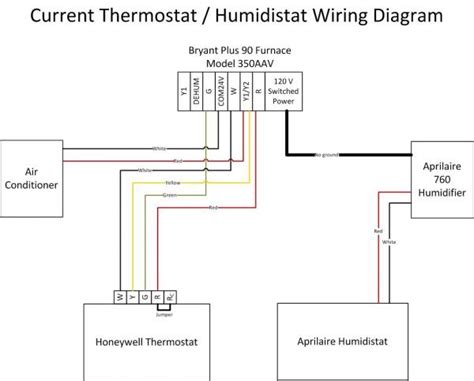 Current Thermostat / Humidistat Wiring Diagram
Bryant Plus 90 Furnace
Model 350AAV
Y1
DEHUM
G
COM24V
W
Y1/Y2
R
120 V
Switched
Power
White
Red
No ground
Air
Conditioner
Aprilaire
760
Humidifier
White
Yellow
Green
Red
Red
White
W
Y
G
R
Rc
Jumper
Honeywell Thermostat
Aprilaire Humidistat